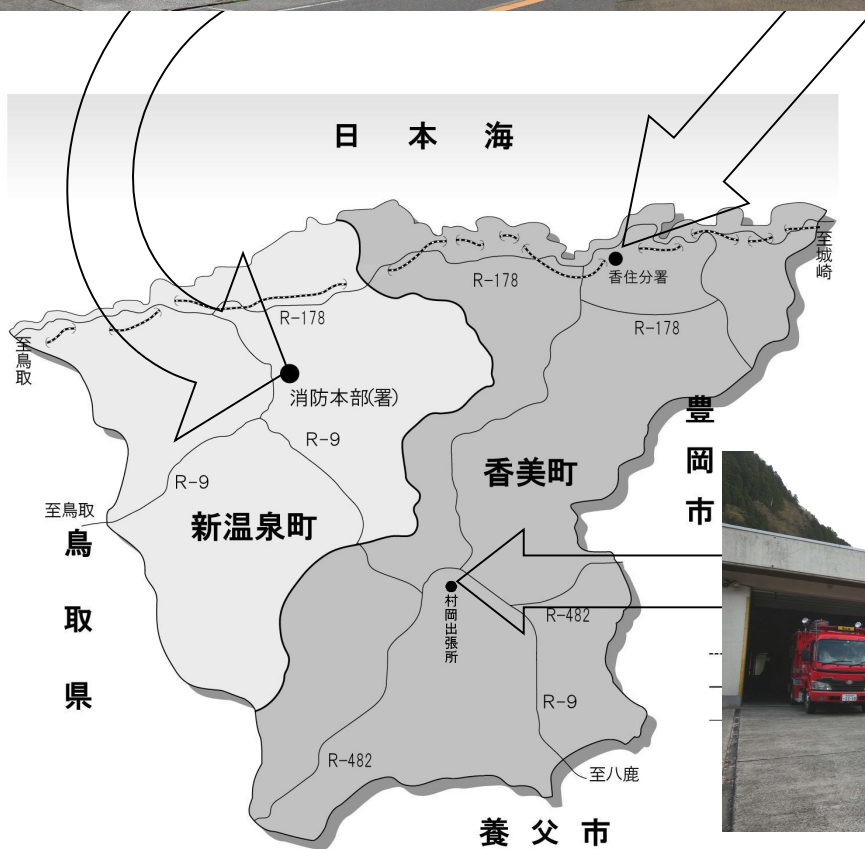 日本海
至城崎
香住分署
R-178
R-178
R-178
至鳥取
消防本部(署)
R-9
豊岡市
香美町
R-9
至鳥取
新温泉町
鳥取県
村岡出張所
R-482
R-9
R-482
至八鹿
養父市